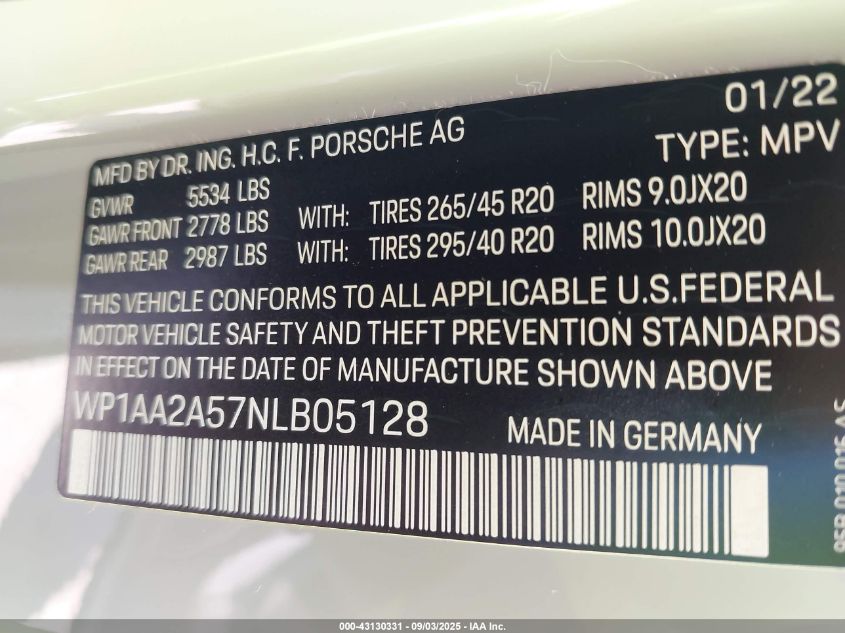 01/22
MFD BY DR. ING. H.C. F. PORSCHE AG TYPE: MPV
GVWR 5534 LBS
GAWR FRONT 2778 LBS WITH: TIRES 265/45 R20 RIMS 9.0JX20
GAWR REAR 2987 LBS WITH: TIRES 295/40 R20 RIMS 10.0JX20
THIS VEHICLE CONFORMS TO ALL APPLICABLE U.S.FEDERAL
MOTOR VEHICLE SAFETY AND THEFT PREVENTION STANDARDS
IN EFFECT ON THE DATE OF MANUFACTURE SHOWN ABOVE
WP1AA2A57NLB05128
MADE IN GERMANY
000-43130331 - 09/03/2025 - IAA Inc.